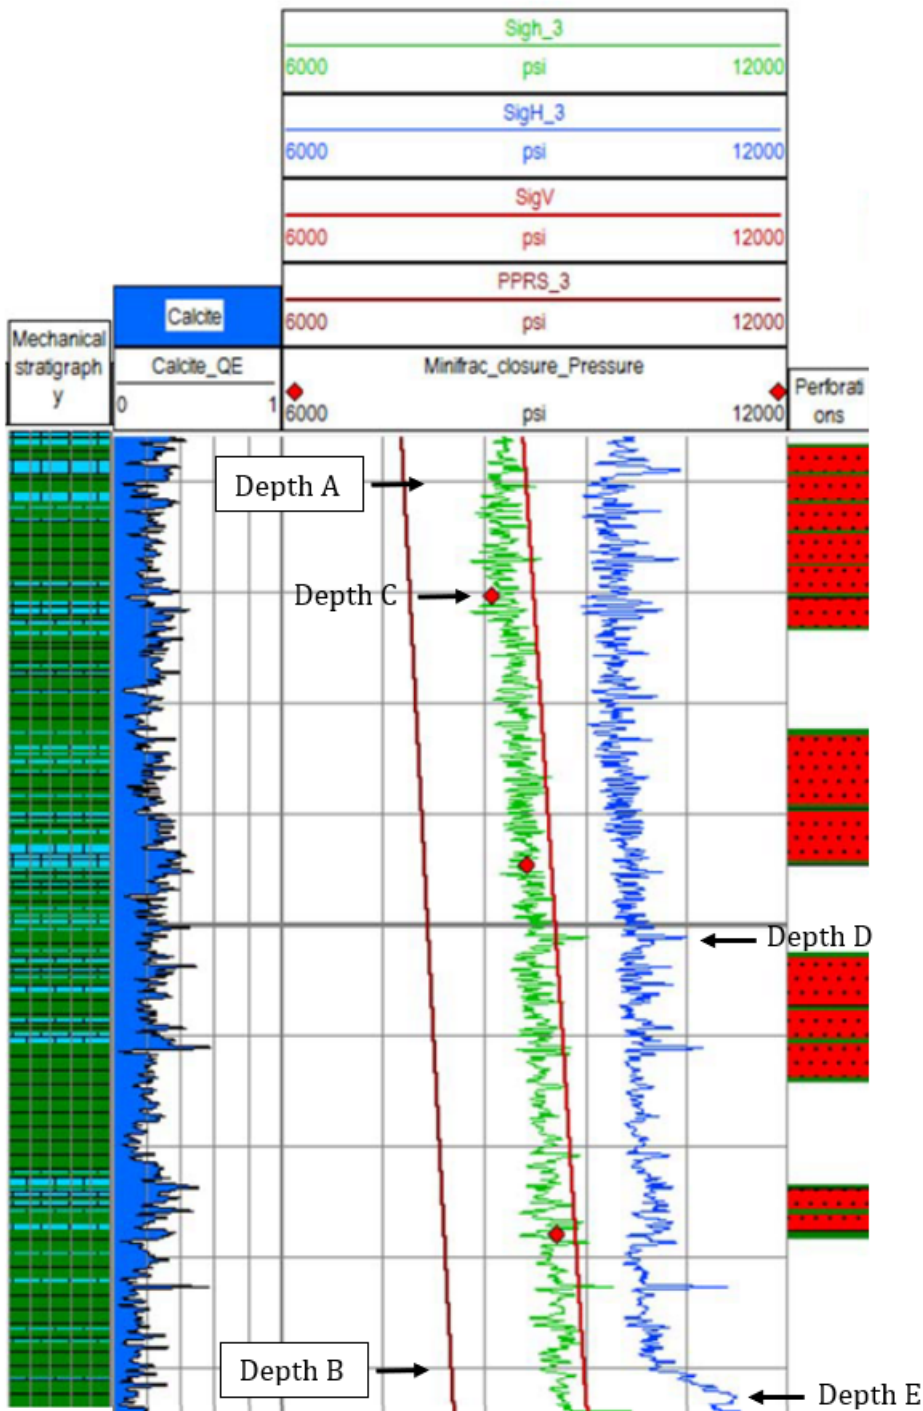 Sigh_3
6000 psi 12000
SigH_3
6000 psi 12000
SigV
6000 psi 12000
PPRS_3
6000 psi 12000
Calcite
Mechanical
stratigraph
y
Calcite_QE
0 1
Minifrac_closure_Pressure
6000 psi 12000
Perforati
ons
Depth A
Depth C
Depth D
Depth B
Depth E